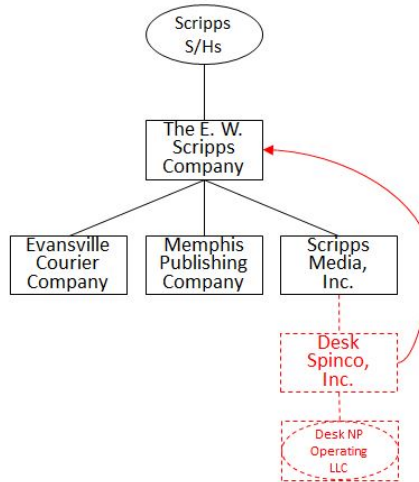 Scripps
S/Hs
The E. W.
Scripps
Company
Evansville
Courier
Company
Memphis
Publishing
Company
Scripps
Media,
Inc.
Desk
Spinco,
Inc.
Desk NP
Operating
LLC